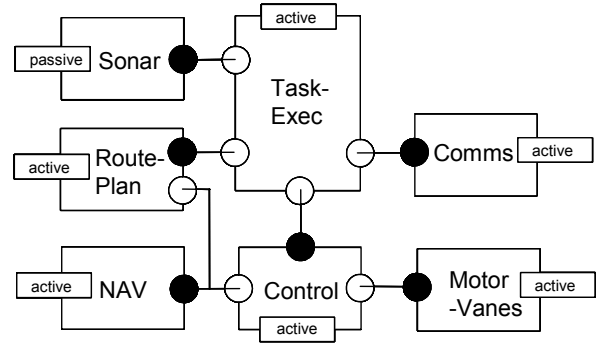 active
passive
Sonar
Task-
Exec
active
Route-
Plan
Comms
active
active
NAV
Control
active
Motor
-Vanes
active